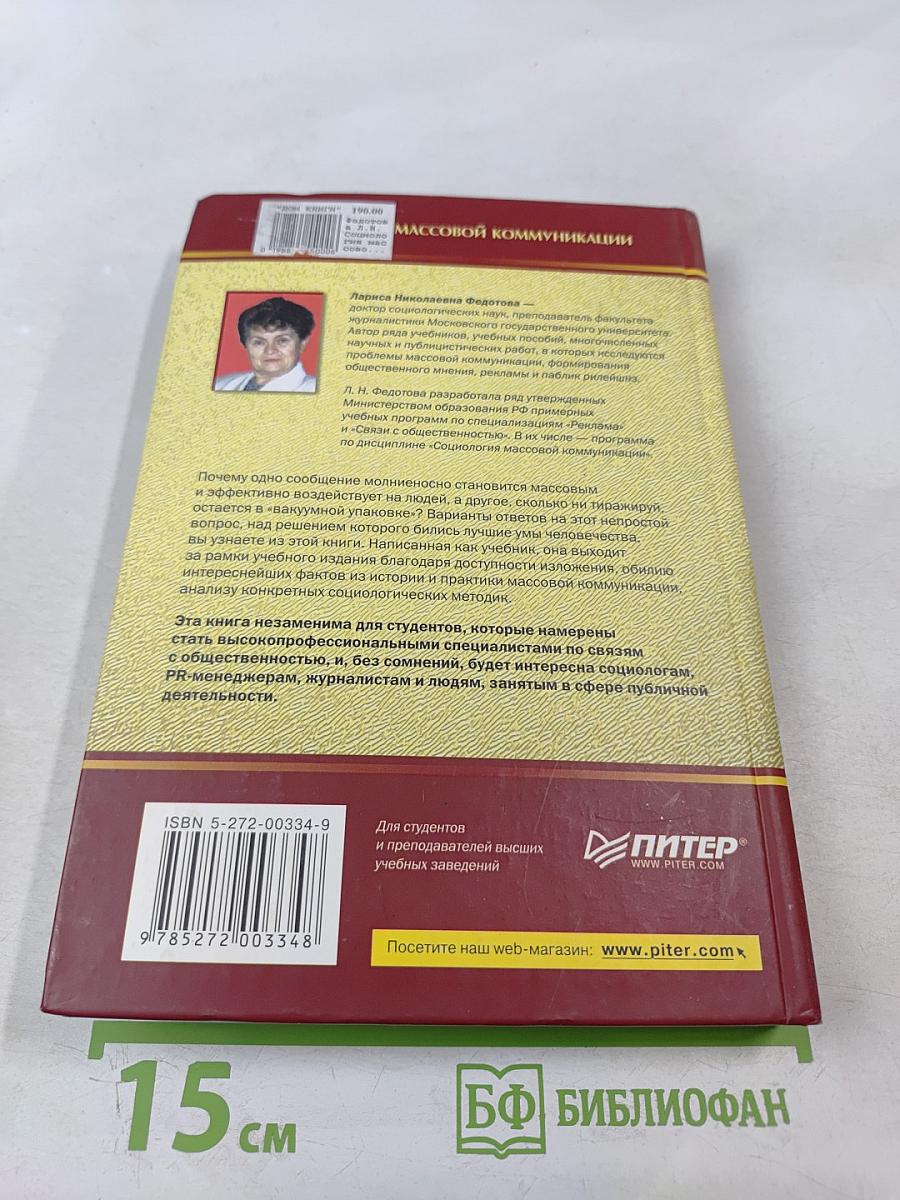 "ДОМ КНИГИ" 190.00
Федотов
а Л.Н.
Социоло
гия мас
сово...
МАССОВОЙ КОММУНИКАЦИИ
Лариса Николаевна Федотова —
доктор социологических наук, преподаватель факультета
журналистики Московского государственного университета.
Автор ряда учебников, учебных пособий, многочисленных
научных и публицистических работ, в которых исследуются
проблемы массовой коммуникации, формирования
общественного мнения, рекламы и паблик рилейшнз.
Л. Н. Федотова разработала ряд утвержденных
Министерством образования РФ примерных
учебных программ по специализациям «Реклама»
и «Связи с общественностью». В их числе — программа
по дисциплине «Социология массовой коммуникации».
Почему одно сообщение молниеносно становится массовым
и эффективно воздействует на людей, а другое, сколько ни тиражируй,
остается в «вакуумной упаковке»? Варианты ответов на этот непростой
вопрос, над решением которого бились лучшие умы человечества,
вы узнаете из этой книги. Написанная как учебник, она выходит
за рамки учебного издания благодаря доступности изложения, обилию
интереснейших фактов из истории и практики массовой коммуникации,
анализу конкретных социологических методик.
Эта книга незаменима для студентов, которые намерены
стать высокопрофессиональными специалистами по связям
с общественностью, и, без сомнений, будет интересна социологам,
PR-менеджерам, журналистам и людям, занятым в сфере публичной
деятельности.
ISBN 5-272-00334-9
9 785272 003348
Для студентов
и преподавателей высших
учебных заведений
ПИТЕР®
WWW.PITER.COM
Посетите наш web-магазин: www.piter.com
15 см
БФ БИБЛИОФАН